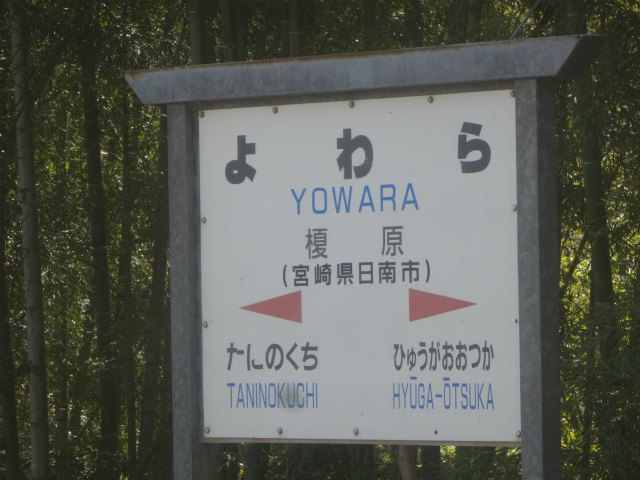 よわら
YOWARA
榎原
(宮崎県日南市)
たにのくち ひゅうがおおつか
TANINOKUCHI HYŪGA-ŌTSUKA